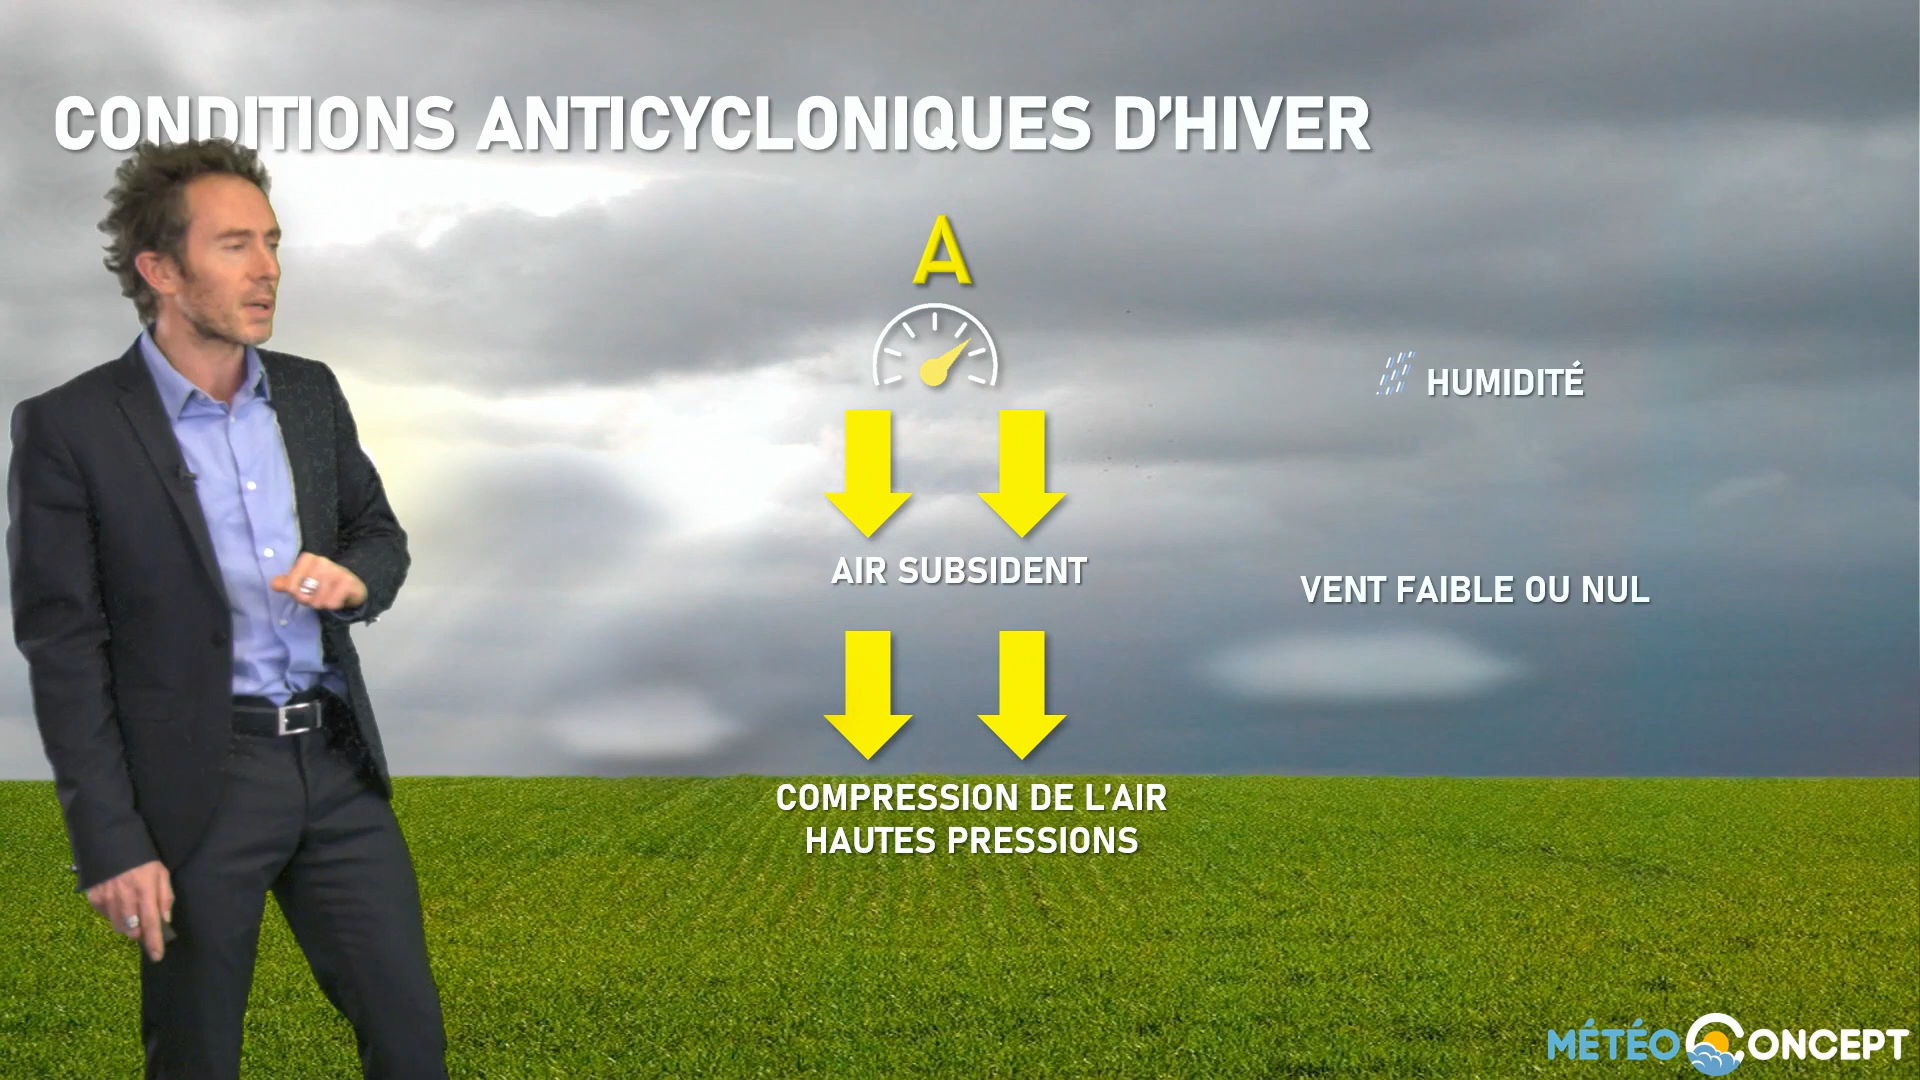 CONDITIONS ANTICYCLONIQUES D'HIVER
A
HUMIDITÉ
AIR SUBSIDENT
VENT FAIBLE OU NUL
COMPRESSION DE L'AIR
HAUTES PRESSIONS
MÉTÉO CONCEPT